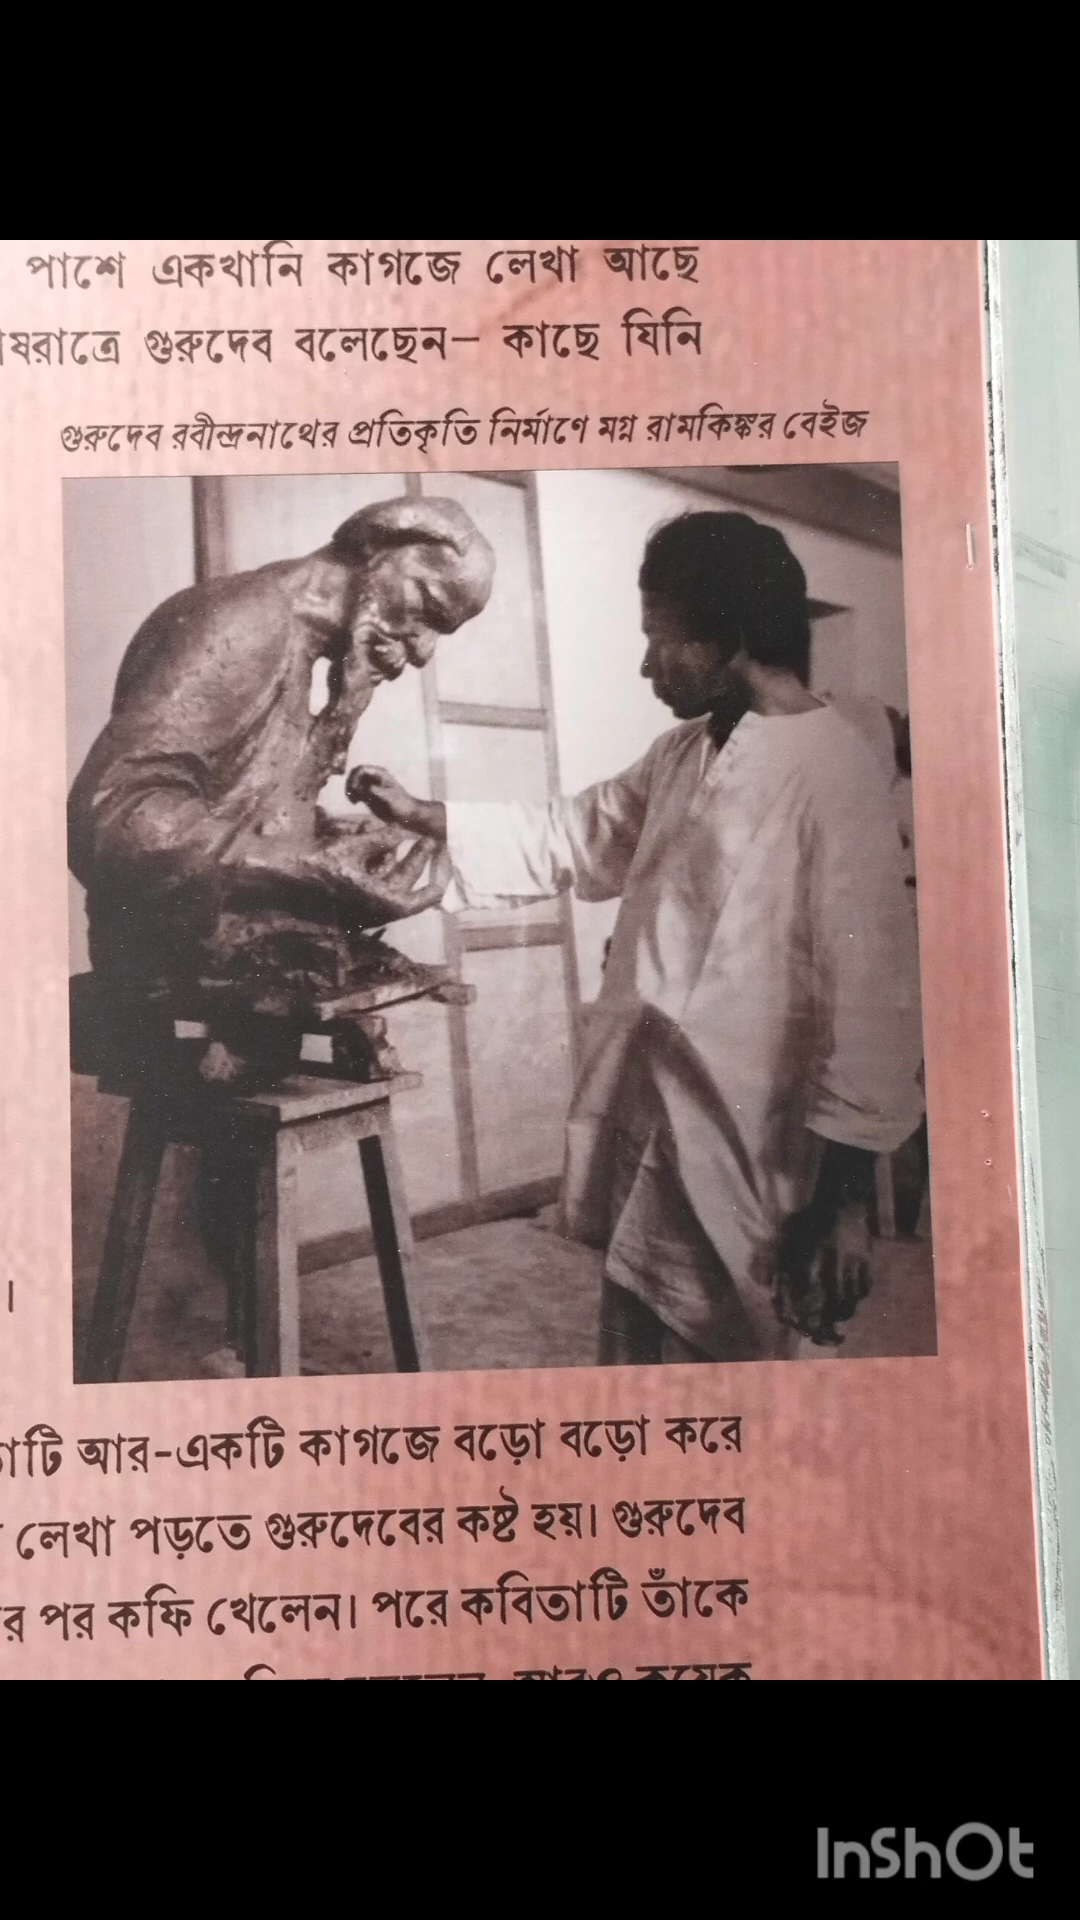 পাশে একখানি কাগজে লেখা আছে
গুরুদেব বলেছেন– কাছে যিনি
গুরুদেব রবীন্দ্রনাথের প্রতিকৃতি নির্মাণে মগ্ন রামকিঙ্কর বেইজ
।
আর-একটি কাগজে বড়ো বড়ো করে
লেখা পড়তে গুরুদেবের কষ্ট হয়। গুরুদেব
পর কফি খেলেন। পরে কবিতাটি তাঁকে
InShOt